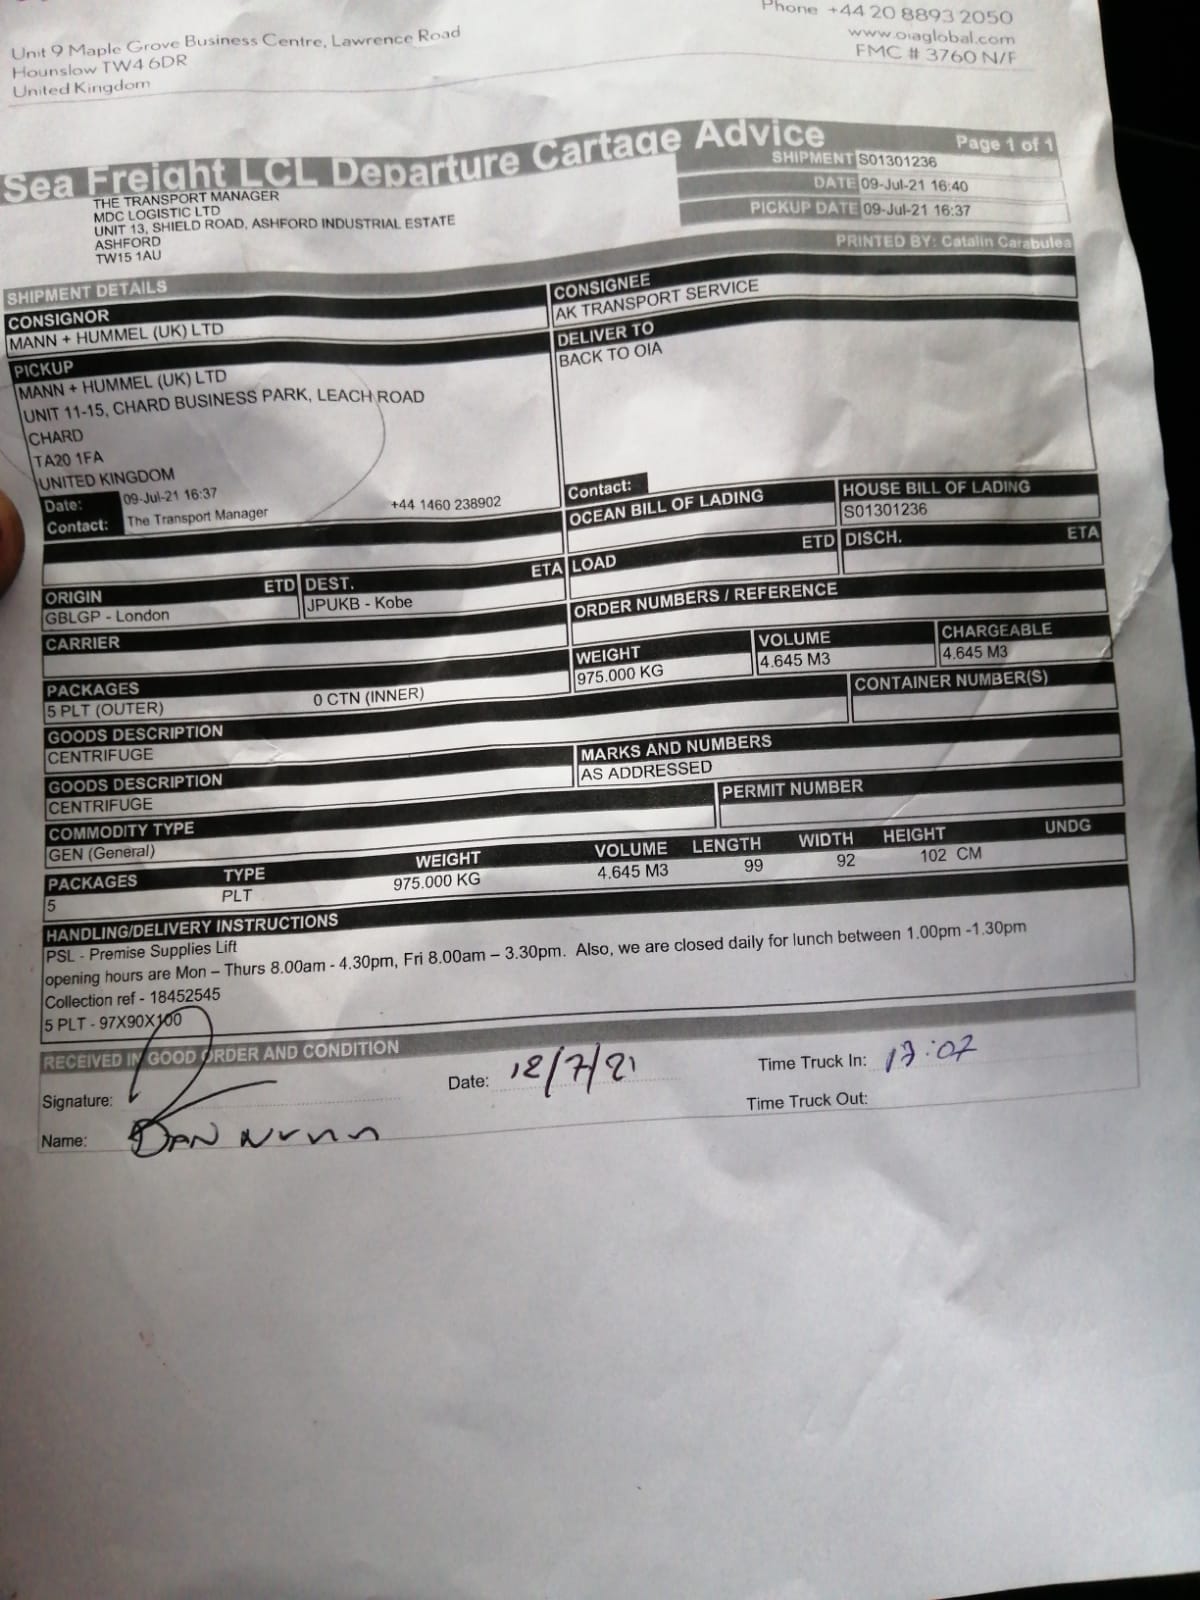 Unit 9 Maple Grove Business Centre, Lawrence Road
Hounslow TW4 6DR
United Kingdom
Phone +44 20 8893 2050
www.oiaglobal.com
FMC # 3760 N/F
Sea Freight LCL Departure Cartage Advice
Page 1 of 1
SHIPMENT S01301236
DATE 09-Jul-21 16:40
PICKUP DATE 09-Jul-21 16:37
THE TRANSPORT MANAGER
MDC LOGISTIC LTD
UNIT 13, SHIELD ROAD, ASHFORD INDUSTRIAL ESTATE
ASHFORD
TW15 1AU
PRINTED BY: Catalin Carabulea
SHIPMENT DETAILS
CONSIGNOR
MANN + HUMMEL (UK) LTD
CONSIGNEE
AK TRANSPORT SERVICE
PICKUP
MANN + HUMMEL (UK) LTD
UNIT 11-15, CHARD BUSINESS PARK, LEACH ROAD
CHARD
TA20 1FA
UNITED KINGDOM
Date: 09-Jul-21 16:37
Contact: The Transport Manager +44 1460 238902
DELIVER TO
BACK TO OIA
Contact:
OCEAN BILL OF LADING
HOUSE BILL OF LADING
S01301236
ORIGIN ETD DEST. ETA LOAD ETD DISCH. ETA
GBLGP - London JPUKB - Kobe
CARRIER
ORDER NUMBERS / REFERENCE
PACKAGES
5 PLT (OUTER) 0 CTN (INNER)
WEIGHT VOLUME CHARGEABLE
975.000 KG 4.645 M3 4.645 M3
GOODS DESCRIPTION
CENTRIFUGE
CONTAINER NUMBER(S)
GOODS DESCRIPTION
CENTRIFUGE
MARKS AND NUMBERS
AS ADDRESSED
COMMODITY TYPE
GEN (General)
PERMIT NUMBER
PACKAGES TYPE WEIGHT VOLUME LENGTH WIDTH HEIGHT UNDG
5 PLT 975.000 KG 4.645 M3 99 92 102 CM
HANDLING/DELIVERY INSTRUCTIONS
PSL - Premise Supplies Lift
opening hours are Mon – Thurs 8.00am - 4.30pm, Fri 8.00am – 3.30pm. Also, we are closed daily for lunch between 1.00pm -1.30pm
Collection ref - 18452545
5 PLT - 97X90X100
RECEIVED IN GOOD ORDER AND CONDITION
Signature:
Date: 12/7/21
Time Truck In:
Time Truck Out:
Name: DAN NUNN